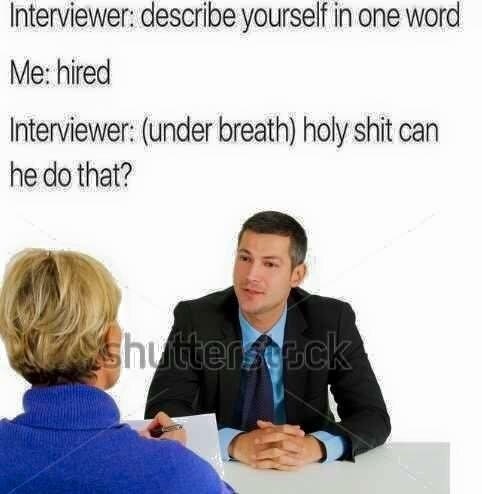 Interviewer: describe yourself in one word
Me: hired
Interviewer: (under breath) holy shit can
he do that?
shutterstock